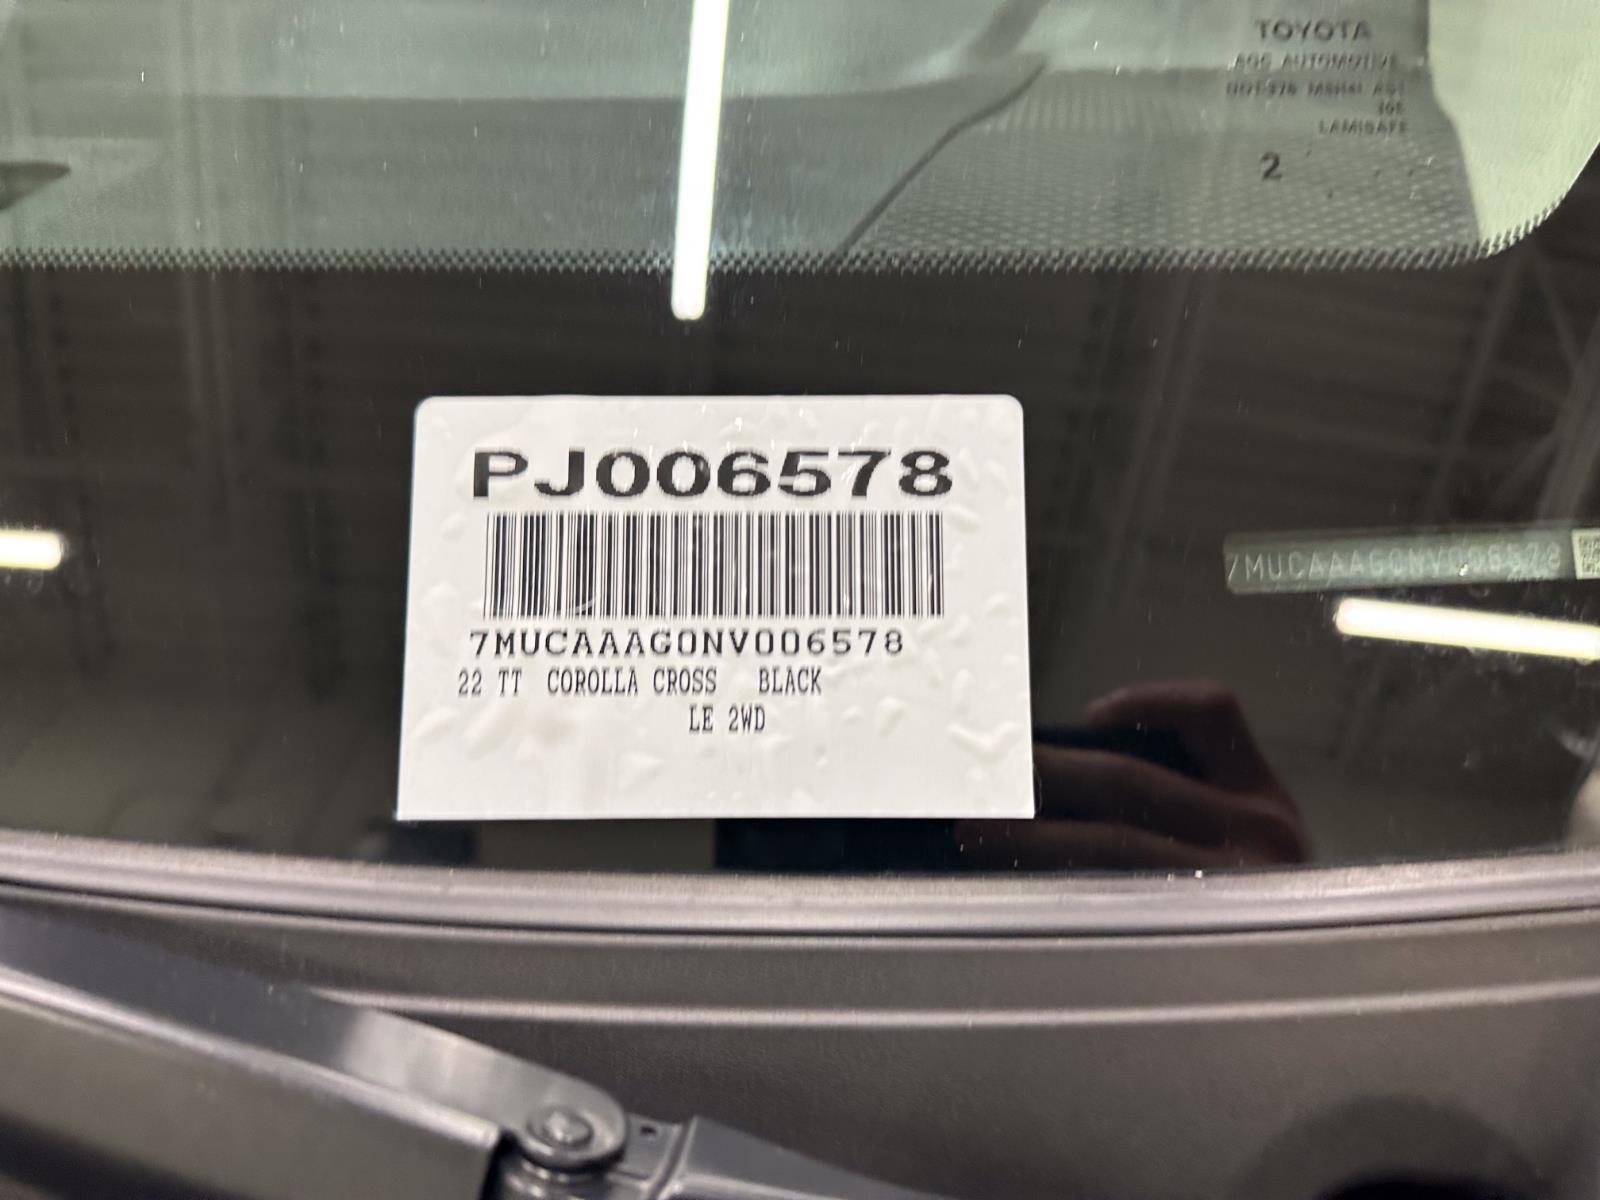 TOYOTA
AGC AUTOMOTIVE
LAMISAFE
2
PJ006578
7MUCAAAG0NV006578
7MUCAAAG0NV006578
22 TT COROLLA CROSS BLACK
LE 2WD